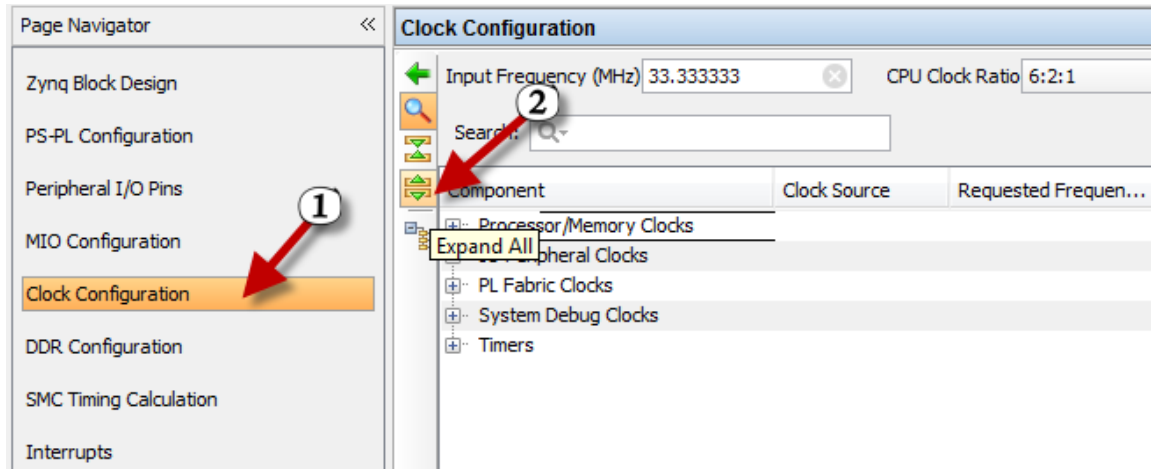 Page Navigator «
Zynq Block Design
PS-PL Configuration
Peripheral I/O Pins
1
MIO Configuration
Clock Configuration
DDR Configuration
SMC Timing Calculation
Interrupts
Clock Configuration
Input Frequency (MHz) 33.333333 CPU Clock Ratio 6:2:1
2
Search:
Component Clock Source Requested Frequen...
Processor/Memory Clocks
Expand All
Peripheral Clocks
PL Fabric Clocks
System Debug Clocks
Timers